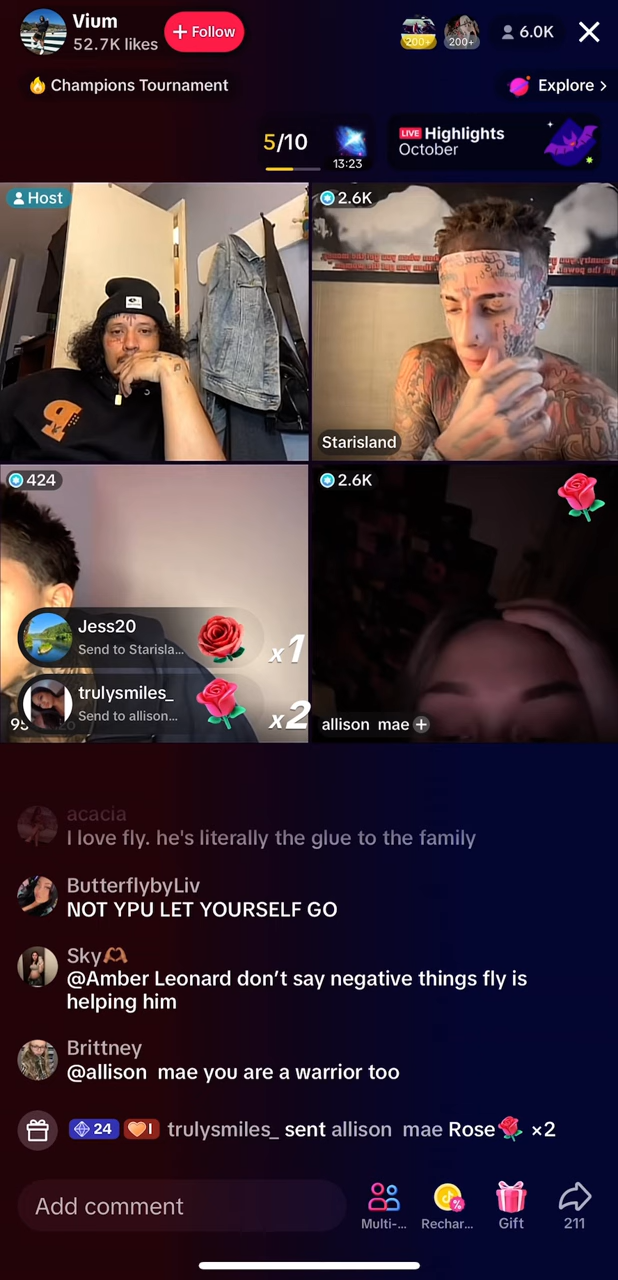 Vium
52.7K likes
+ Follow
200+
200+
6.0K
Champions Tournament
Explore >
5/10
13:23
LIVE Highlights
October
Host
2.6K
Starisland
424
2.6K
Jess20
Send to Starisla...
x1
trulysmiles_
Send to allison...
x2
allison mae
acacia
I love fly. he's literally the glue to the family
ButterflybyLiv
NOT YPU LET YOURSELF GO
Sky
@Amber Leonard don't say negative things fly is
helping him
Brittney
@allison mae you are a warrior too
24 I trulysmiles_ sent allison mae Rose ×2
Add comment
Multi-...
Rechar...
Gift
211